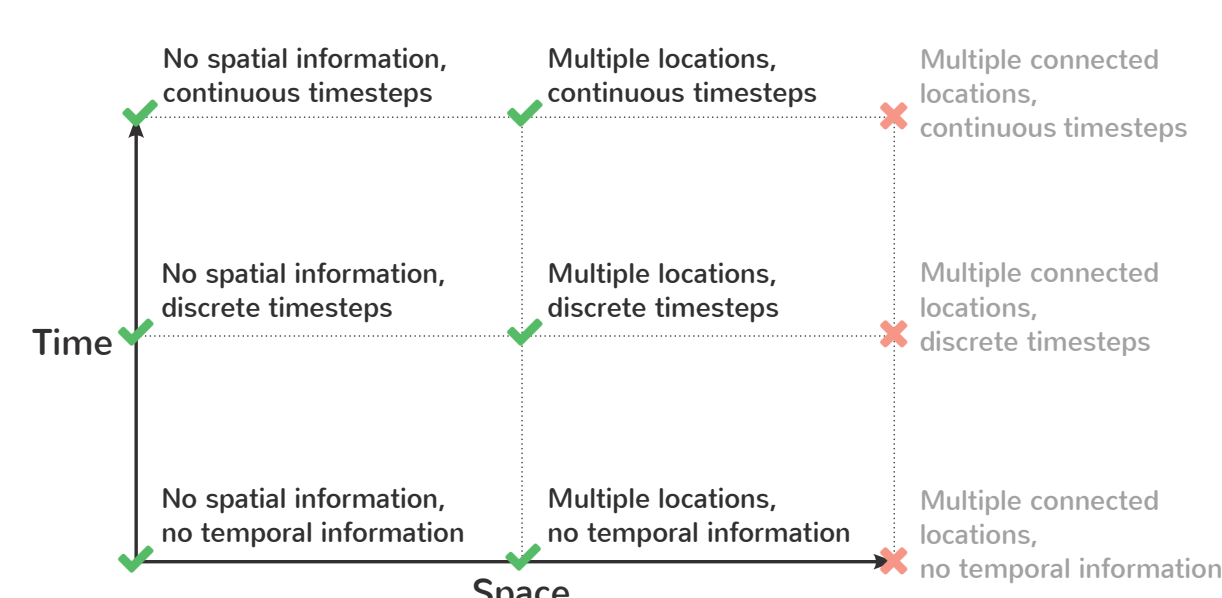 No spatial information,
continuous timesteps
Multiple locations,
continuous timesteps
Multiple connected
locations,
continuous timesteps
No spatial information,
discrete timesteps
Multiple locations,
discrete timesteps
Multiple connected
locations,
discrete timesteps
Time
No spatial information,
no temporal information
Multiple locations,
no temporal information
Multiple connected
locations,
no temporal information
Space